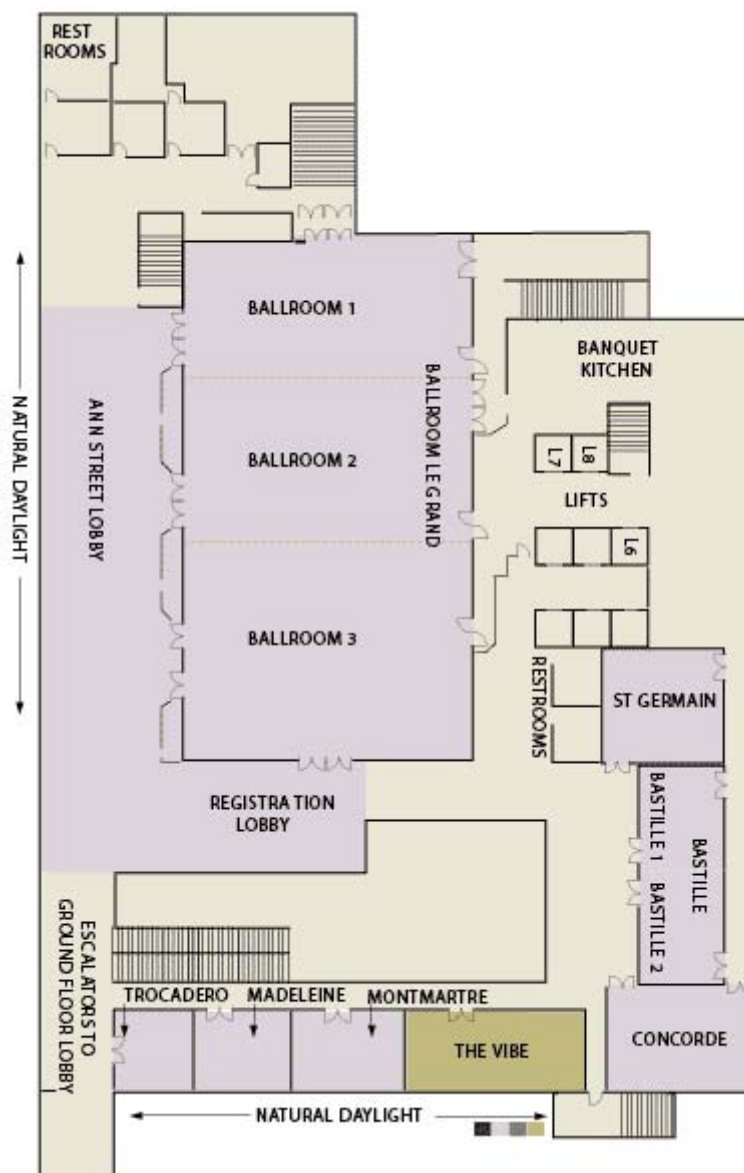 REST
ROOMS
BALLROOM 1
BANQUET
KITCHEN
BALLROOM LE GRAND
NATURAL DAYLIGHT
ANN STREET LOBBY
BALLROOM 2
L7
L8
LIFTS
L6
BALLROOM 3
RESTROOMS
ST GERMAIN
REGISTRATION
LOBBY
BASTILLE 1
BASTILLE
BASTILLE 2
ESCALATORS TO
GROUND FLOOR LOBBY
TROCADERO
MADELEINE
MONTMARTRE
THE VIBE
CONCORDE
NATURAL DAYLIGHT